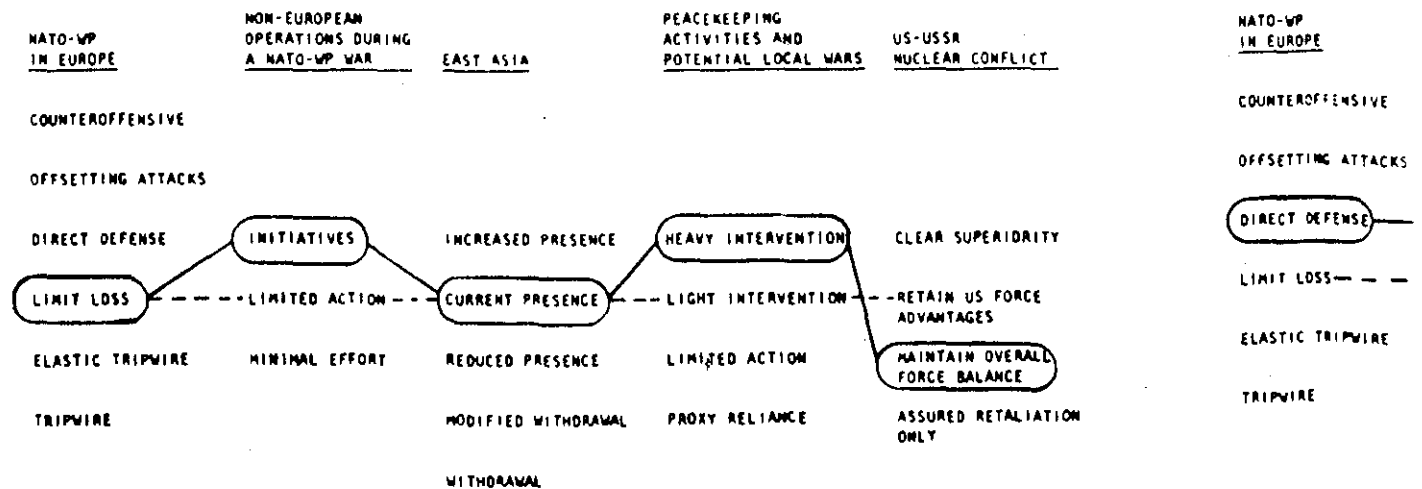 NATO-WP
IN EUROPE
NON-EUROPEAN
OPERATIONS DURING
A NATO-WP WAR
EAST ASIA
PEACEKEEPING
ACTIVITIES AND
POTENTIAL LOCAL WARS
US-USSR
NUCLEAR CONFLICT
COUNTEROFFENSIVE
OFFSETTING ATTACKS
DIRECT DEFENSE
INITIATIVES
INCREASED PRESENCE
HEAVY INTERVENTION
CLEAR SUPERIORITY
LIMIT LOSS
LIMITED ACTION
CURRENT PRESENCE
LIGHT INTERVENTION
RETAIN US FORCE
ADVANTAGES
ELASTIC TRIPWIRE
MINIMAL EFFORT
REDUCED PRESENCE
LIMITED ACTION
MAINTAIN OVERALL
FORCE BALANCE
TRIPWIRE
MODIFIED WITHDRAWAL
PROXY RELIANCE
ASSURED RETALIATION
ONLY
WITHDRAWAL
NATO-WP
IN EUROPE
COUNTEROFFENSIVE
OFFSETTING ATTACKS
DIRECT DEFENSE
LIMIT LOSS
ELASTIC TRIPWIRE
TRIPWIRE